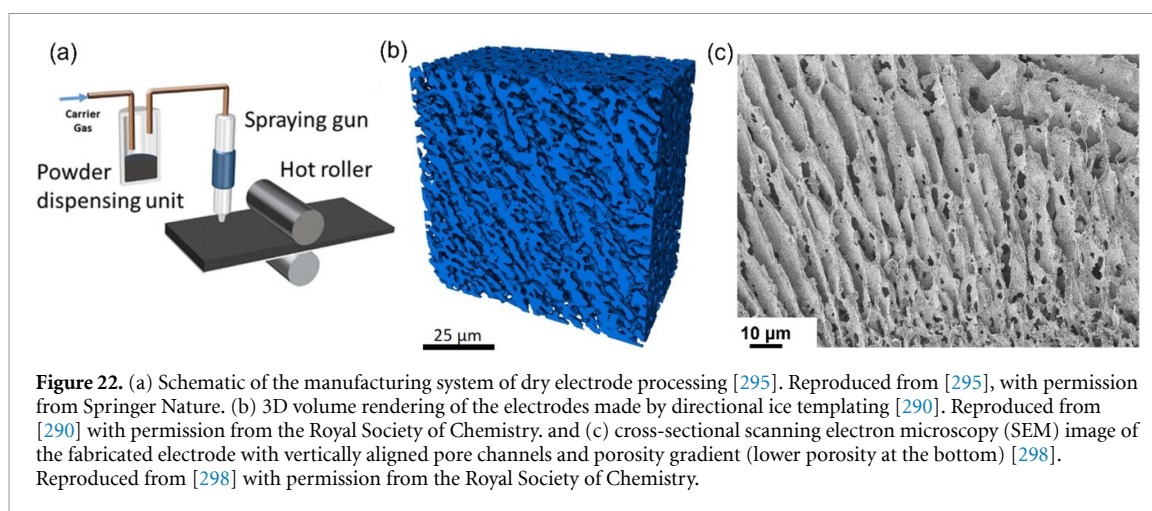 (a)
Carrier
Gas
Spraying gun
Powder
dispensing unit
Hot roller
(b)
25 µm
(c)
10 µm
Figure 22. (a) Schematic of the manufacturing system of dry electrode processing [295]. Reproduced from [295], with permission
from Springer Nature. (b) 3D volume rendering of the electrodes made by directional ice templating [290]. Reproduced from
[290] with permission from the Royal Society of Chemistry. and (c) cross-sectional scanning electron microscopy (SEM) image of
the fabricated electrode with vertically aligned pore channels and porosity gradient (lower porosity at the bottom) [298].
Reproduced from [298] with permission from the Royal Society of Chemistry.